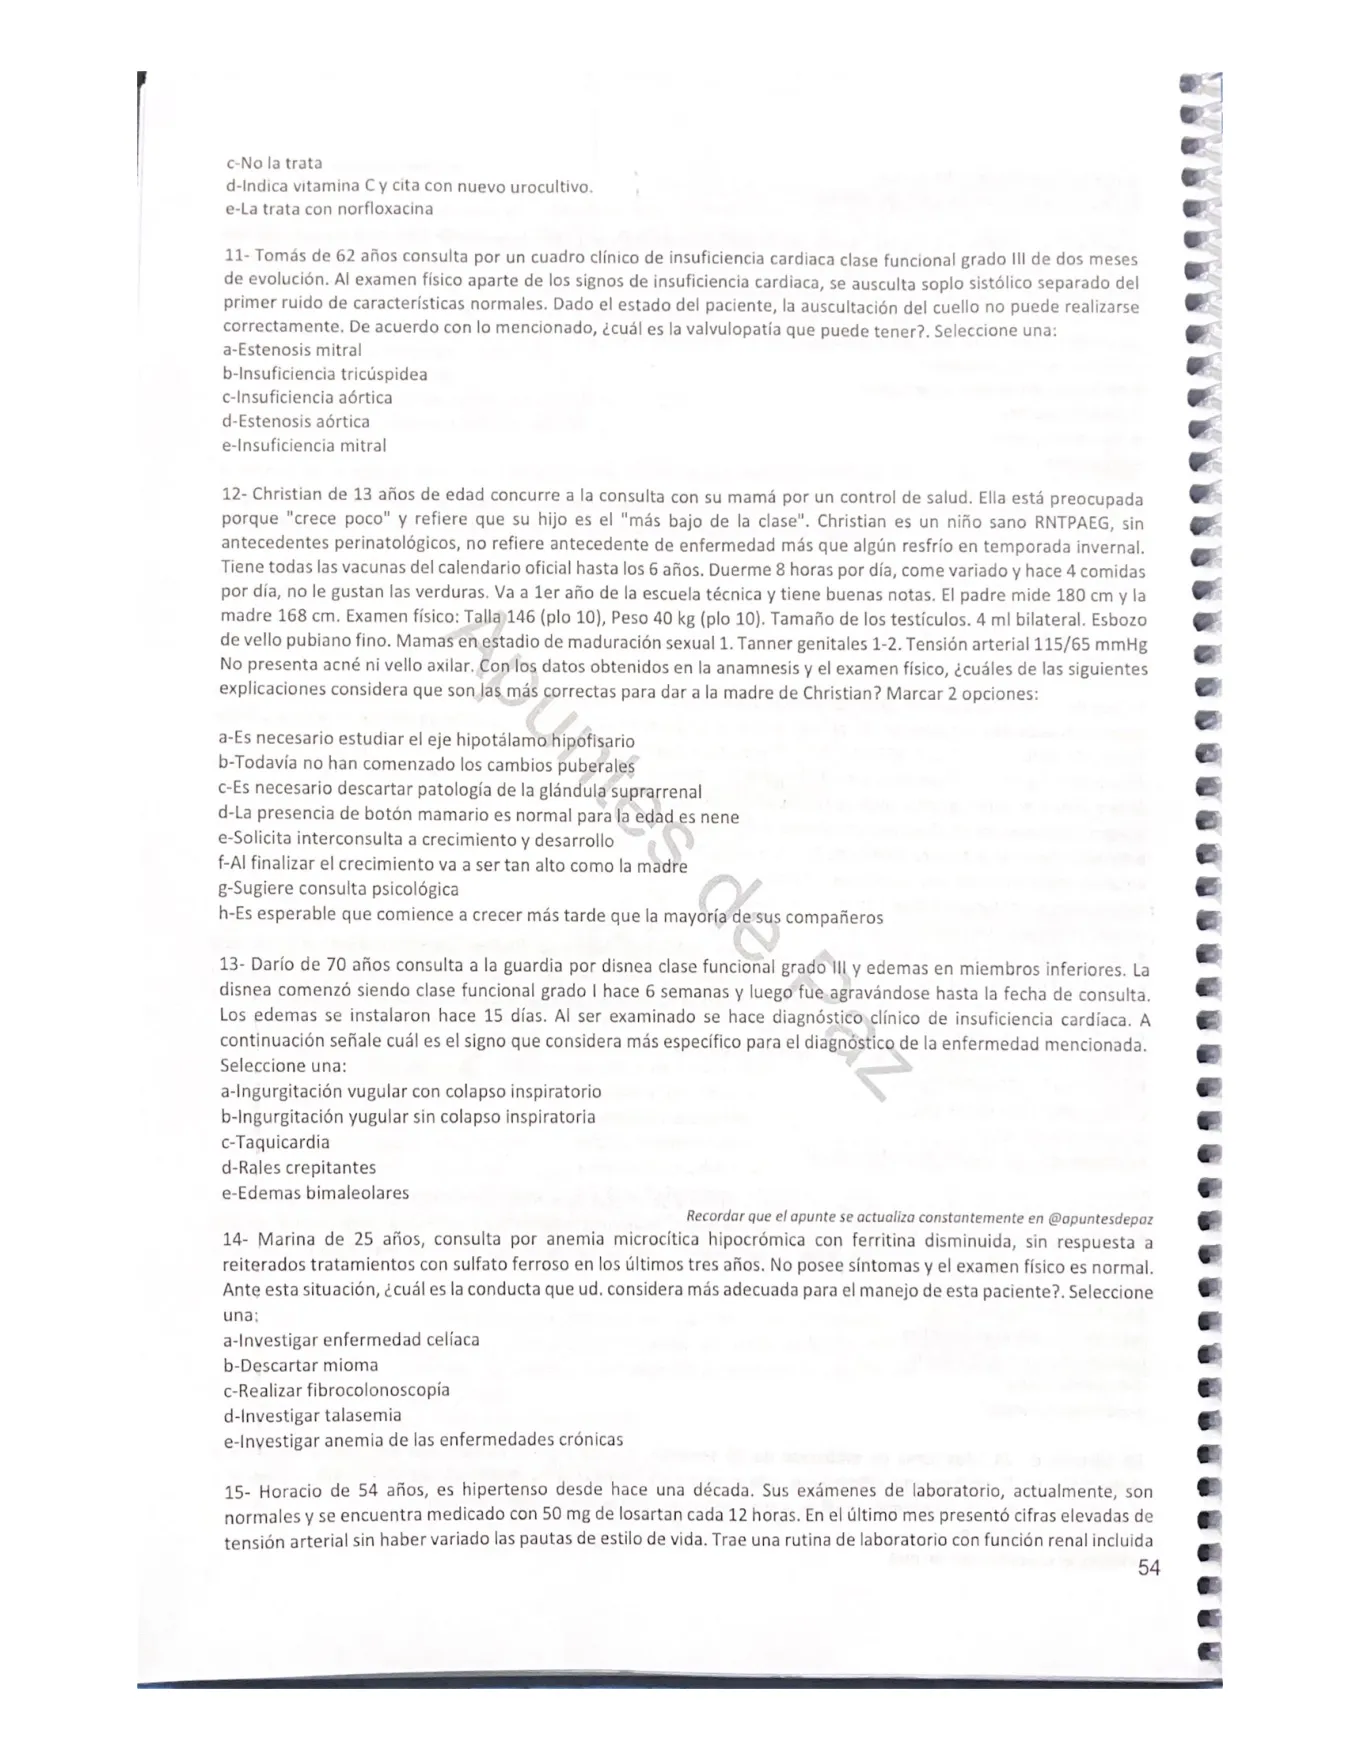 c-No la trata
d-Indica vitamina C y cita con nuevo urocultivo.
e-La trata con norfloxacina
11- Tomás de 62 años consulta por un cuadro clínico de insuficiencia cardiaca clase funcional grado III de dos meses
de evolución. Al examen físico aparte de los signos de insuficiencia cardiaca, se ausculta soplo sistólico separado del
primer ruido de características normales. Dado el estado del paciente, la auscultación del cuello no puede realizarse
correctamente. De acuerdo con lo mencionado, ¿cuál es la valvulopatía que puede tener?. Seleccione una:
a-Estenosis mitral
b-Insuficiencia tricúspidea
c-Insuficiencia aórtica
d-Estenosis aórtica
e-Insuficiencia mitral
12- Christian de 13 años de edad concurre a la consulta con su mamá por un control de salud. Ella está preocupada
porque "crece poco" y refiere que su hijo es el "más bajo de la clase". Christian es un niño sano RNTPAEG, sin
antecedentes perinatológicos, no refiere antecedente de enfermedad más que algún resfrío en temporada invernal.
Tiene todas las vacunas del calendario oficial hasta los 6 años. Duerme 8 horas por día, come variado y hace 4 comidas
por día, no le gustan las verduras. Va a 1er año de la escuela técnica y tiene buenas notas. El padre mide 180 cm y la
madre 168 cm. Examen físico: Talla 146 (plo 10), Peso 40 kg (plo 10). Tamaño de los testículos. 4 ml bilateral. Esbozo
de vello pubiano fino. Mamas en estadio de maduración sexual 1. Tanner genitales 1-2. Tensión arterial 115/65 mmHg
No presenta acné ni vello axilar. Con los datos obtenidos en la anamnesis y el examen físico, ¿cuáles de las siguientes
explicaciones considera que son las más correctas para dar a la madre de Christian? Marcar 2 opciones:
a-Es necesario estudiar el eje hipotálamo hipofisario
b-Todavía no han comenzado los cambios puberales
c-Es necesario descartar patología de la glándula suprarrenal
d-La presencia de botón mamario es normal para la edad es nene
e-Solicita interconsulta a crecimiento y desarrollo
f-Al finalizar el crecimiento va a ser tan alto como la madre
g-Sugiere consulta psicológica
h-Es esperable que comience a crecer más tarde que la mayoría de sus compañeros
Apuntes de Paz
13- Darío de 70 años consulta a la guardia por disnea clase funcional grado III y edemas en miembros inferiores. La
disnea comenzó siendo clase funcional grado I hace 6 semanas y luego fue agravándose hasta la fecha de consulta.
Los edemas se instalaron hace 15 días. Al ser examinado se hace diagnóstico clínico de insuficiencia cardíaca. A
continuación señale cuál es el signo que considera más específico para el diagnóstico de la enfermedad mencionada.
Seleccione una:
a-Ingurgitación vugular con colapso inspiratorio
b-Ingurgitación yugular sin colapso inspiratoria
c-Taquicardia
d-Rales crepitantes
e-Edemas bimaleolares
Recordar que el apunte se actualiza constantemente en @apuntesdepaz
14- Marina de 25 años, consulta por anemia microcítica hipocrómica con ferritina disminuida, sin respuesta a
reiterados tratamientos con sulfato ferroso en los últimos tres años. No posee síntomas y el examen físico es normal.
Ante esta situación, ¿cuál es la conducta que ud. considera más adecuada para el manejo de esta paciente?. Seleccione
una:
a-Investigar enfermedad celíaca
b-Descartar mioma
c-Realizar fibrocolonoscopía
d-Investigar talasemia
e-Investigar anemia de las enfermedades crónicas
15- Horacio de 54 años, es hipertenso desde hace una década. Sus exámenes de laboratorio, actualmente, son
normales y se encuentra medicado con 50 mg de losartan cada 12 horas. En el último mes presentó cifras elevadas de
tensión arterial sin haber variado las pautas de estilo de vida. Trae una rutina de laboratorio con función renal incluida
54